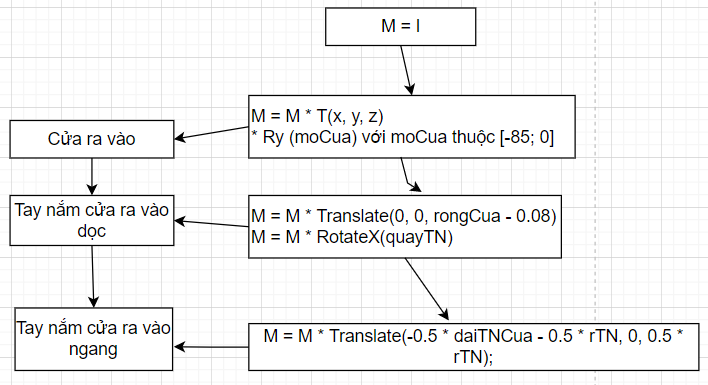 M = I
M = M * T(x, y, z)
* Ry (moCua) với moCua thuộc [-85; 0]
Cửa ra vào
Tay nắm cửa ra vào
dọc
M = M * Translate(0, 0, rongCua - 0.08)
M = M * RotateX(quayTN)
Tay nắm cửa ra vào
ngang
M = M * Translate(-0.5 * daiTNCua - 0.5 * rTN, 0, 0.5 *
rTN);